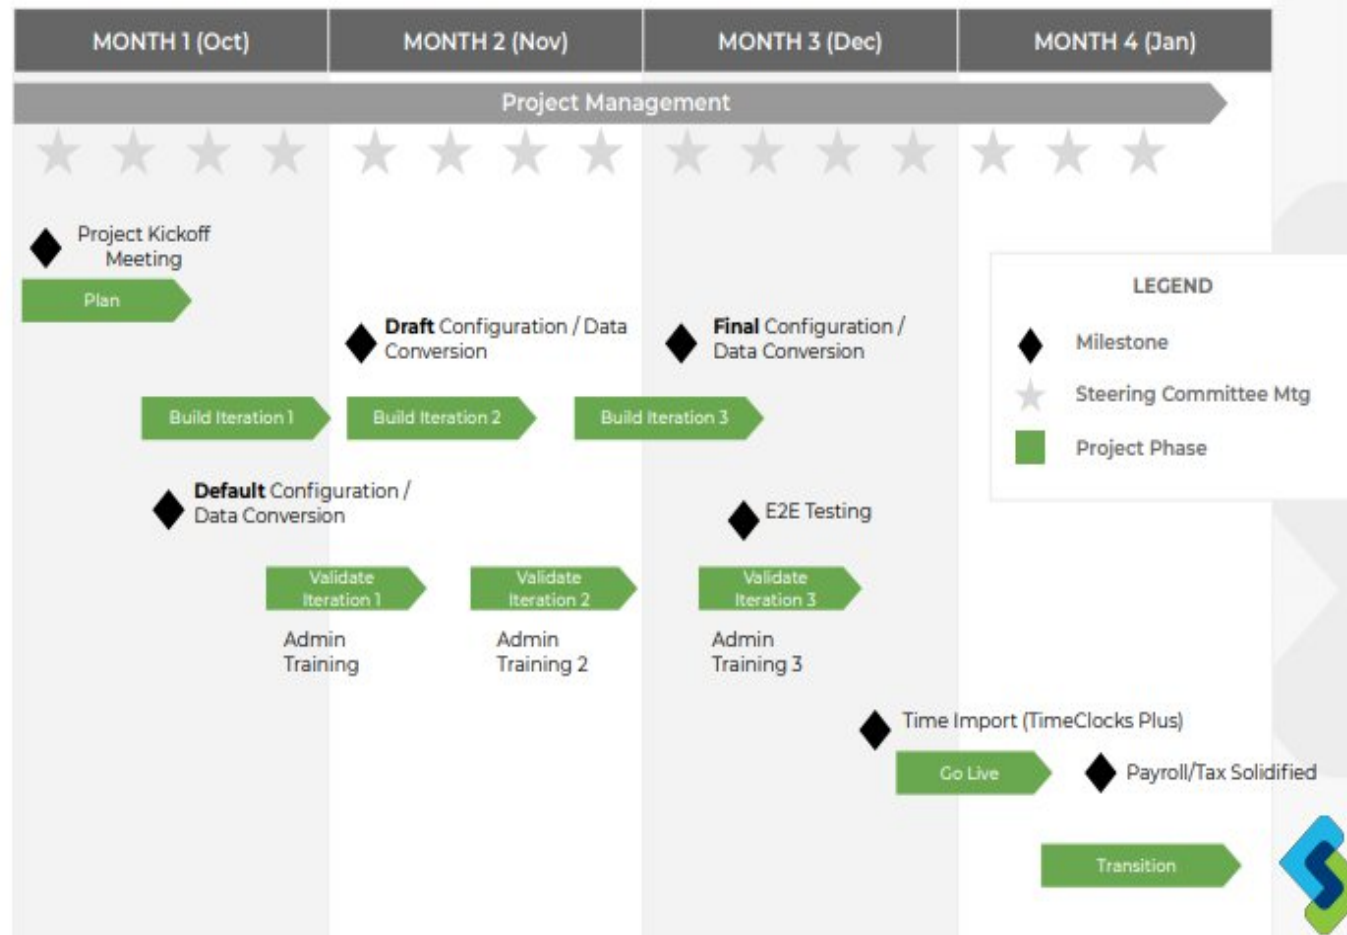 MONTH 1 (Oct)
MONTH 2 (Nov)
MONTH 3 (Dec)
MONTH 4 (Jan)
Project Management
Project Kickoff
Meeting
Plan
Draft Configuration / Data
Conversion
Final Configuration /
Data Conversion
LEGEND
Milestone
Steering Committee Mtg
Project Phase
Build Iteration 1
Build Iteration 2
Build Iteration 3
Default Configuration /
Data Conversion
E2E Testing
Validate
Iteration 1
Validate
Iteration 2
Validate
Iteration 3
Admin
Training
Admin
Training 2
Admin
Training 3
Time Import (TimeClocks Plus)
Go Live
Payroll/Tax Solidified
Transition